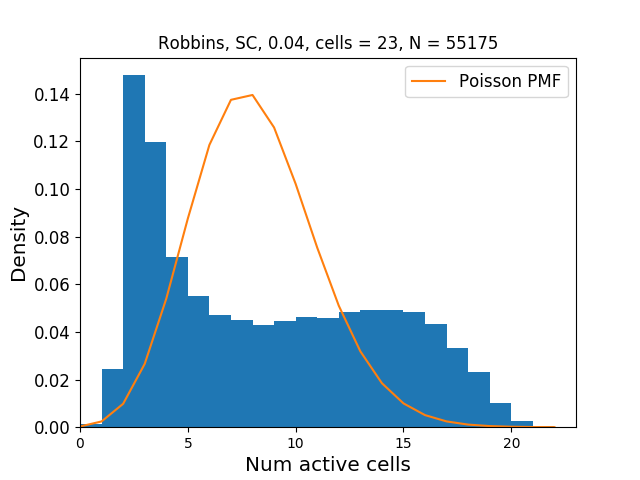 Robbins, SC, 0.04, cells = 23, N = 55175
Poisson PMF
Density
0.14
0.12
0.10
0.08
0.06
0.04
0.02
0.00
0 5 10 15 20
Num active cells